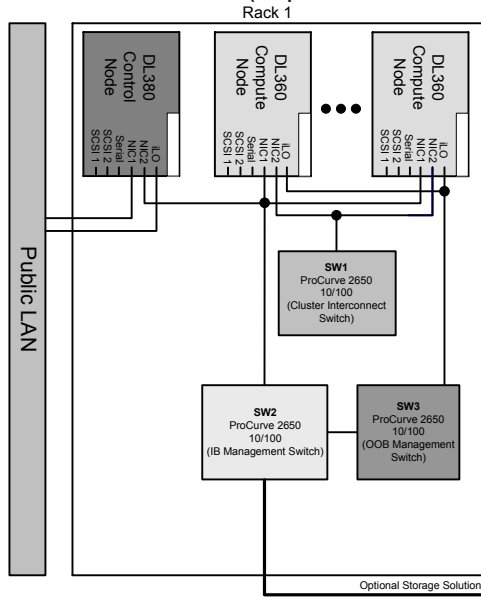 Rack 1
DL380
Control
Node
iLO
NIC2
NIC1
Serial
SCSI 2
SCSI 1
DL360
Compute
Node
iLO
NIC2
NIC1
Serial
SCSI 2
SCSI 1
DL360
Compute
Node
iLO
NIC2
NIC1
Serial
SCSI 2
SCSI 1
Public LAN
SW1
ProCurve 2650
10/100
(Cluster Interconnect
Switch)
SW2
ProCurve 2650
10/100
(IB Management Switch)
SW3
ProCurve 2650
10/100
(OOB Management
Switch)
Optional Storage Solution